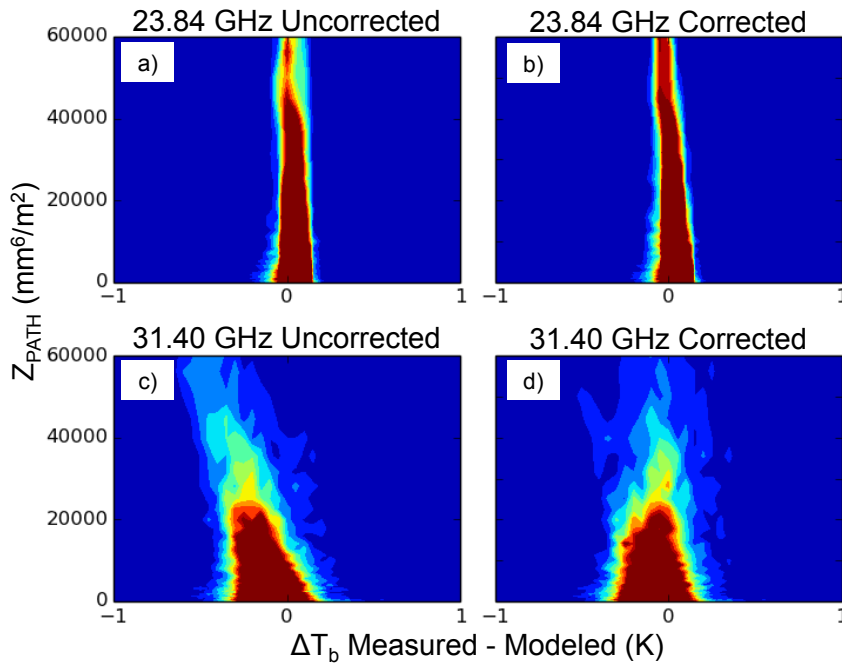 23.84 GHz Uncorrected
23.84 GHz Corrected
60000
40000
20000
0
a)
b)
−1
0
1
−1
0
1
Z_PATH (mm⁶/m²)
31.40 GHz Uncorrected
31.40 GHz Corrected
60000
40000
20000
0
c)
d)
−1
0
1
−1
0
1
ΔT_b Measured - Modeled (K)